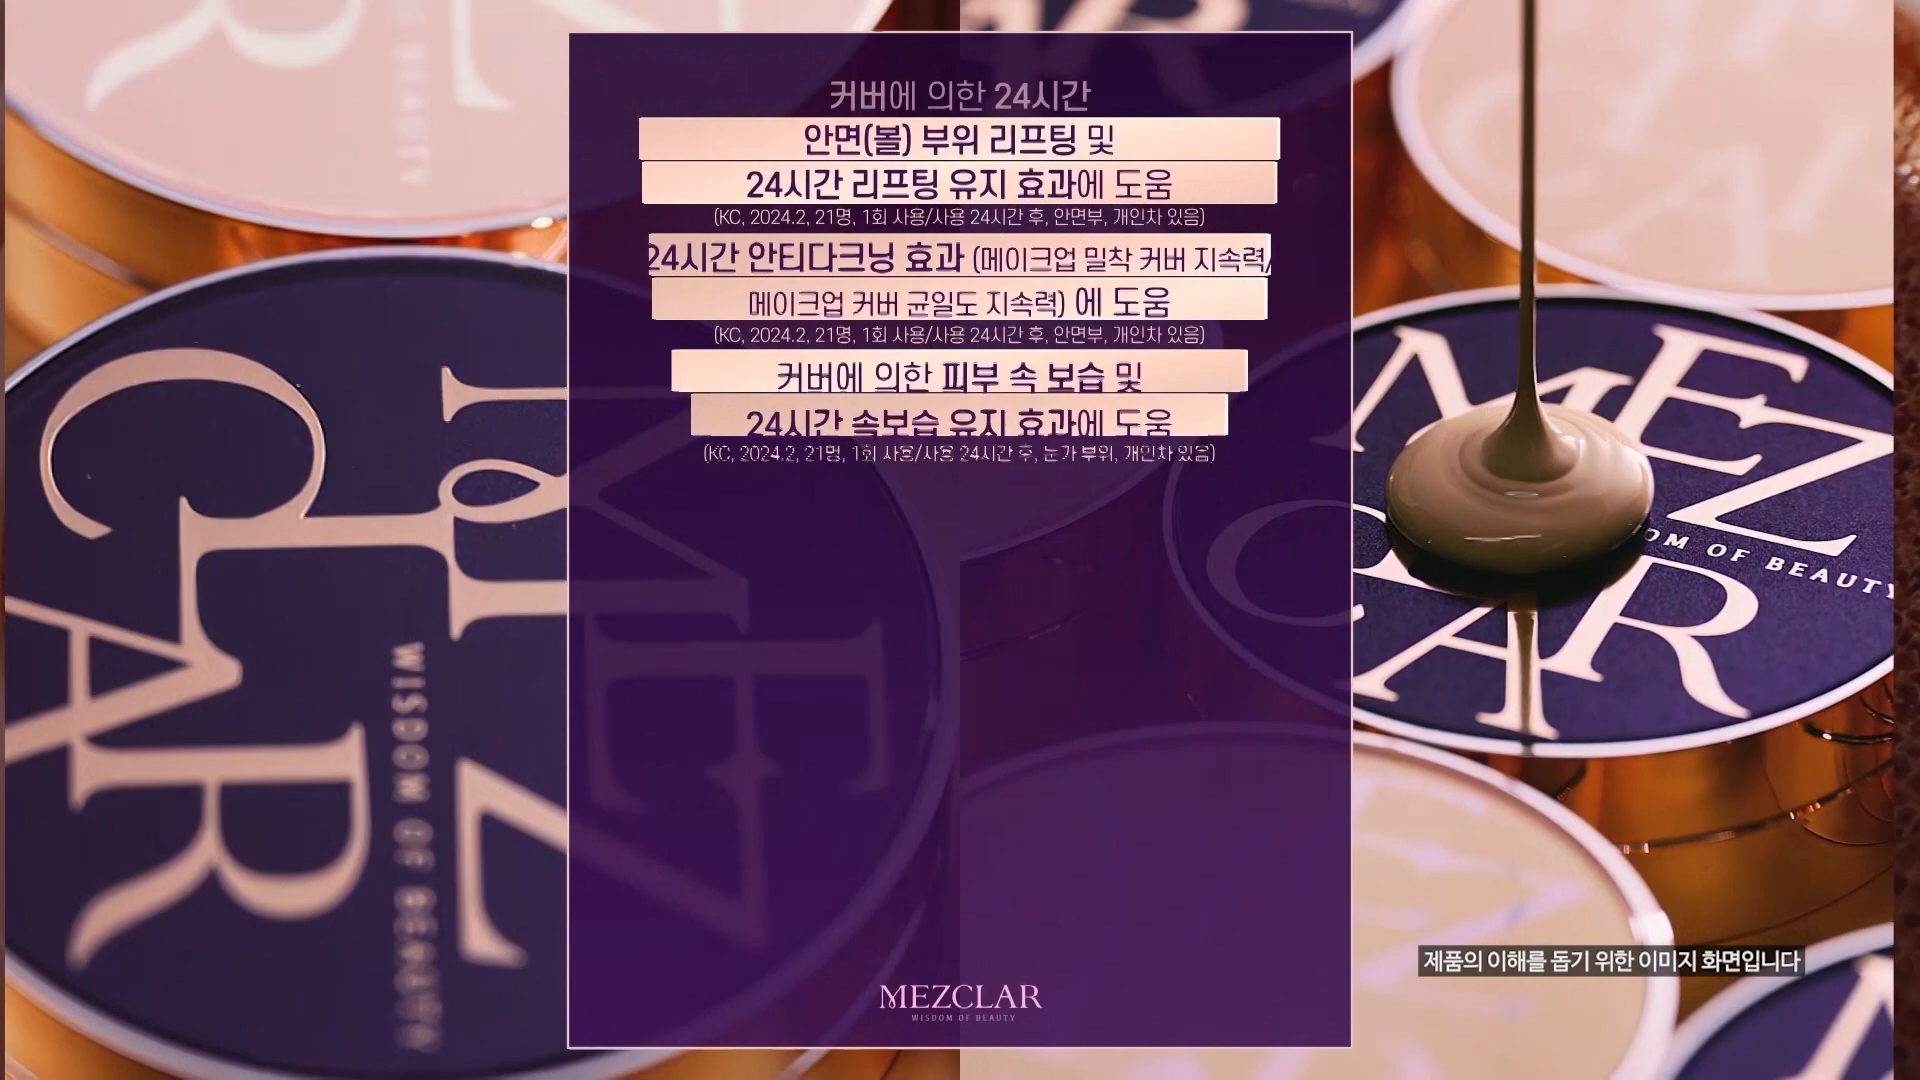 커버에 의한 24시간
안면(볼) 부위 리프팅 및
24시간 리프팅 유지 효과에 도움
(KC, 2024.2, 21명, 1회 사용/사용 24시간 후, 안면부, 개인차 있음)
24시간 안티다크닝 효과 (메이크업 밀착 커버 지속력/
메이크업 커버 균일도 지속력) 에 도움
(KC, 2024.2, 21명, 1회 사용/사용 24시간 후, 안면부, 개인차 있음)
커버에 의한 피부 속 보습 및
24시간 속보습 유지 효과에 도움
(KC, 2024.2, 21명, 1회 사용/사용 24시간 후, 눈가 부위, 개인차 있음)
MEZCLAR
WISDOM OF BEAUTY
제품의 이해를 돕기 위한 이미지 화면입니다
MEZ
CLAR
WISDOM OF BEAUTY
MEZ
AR
OF BEAUTY